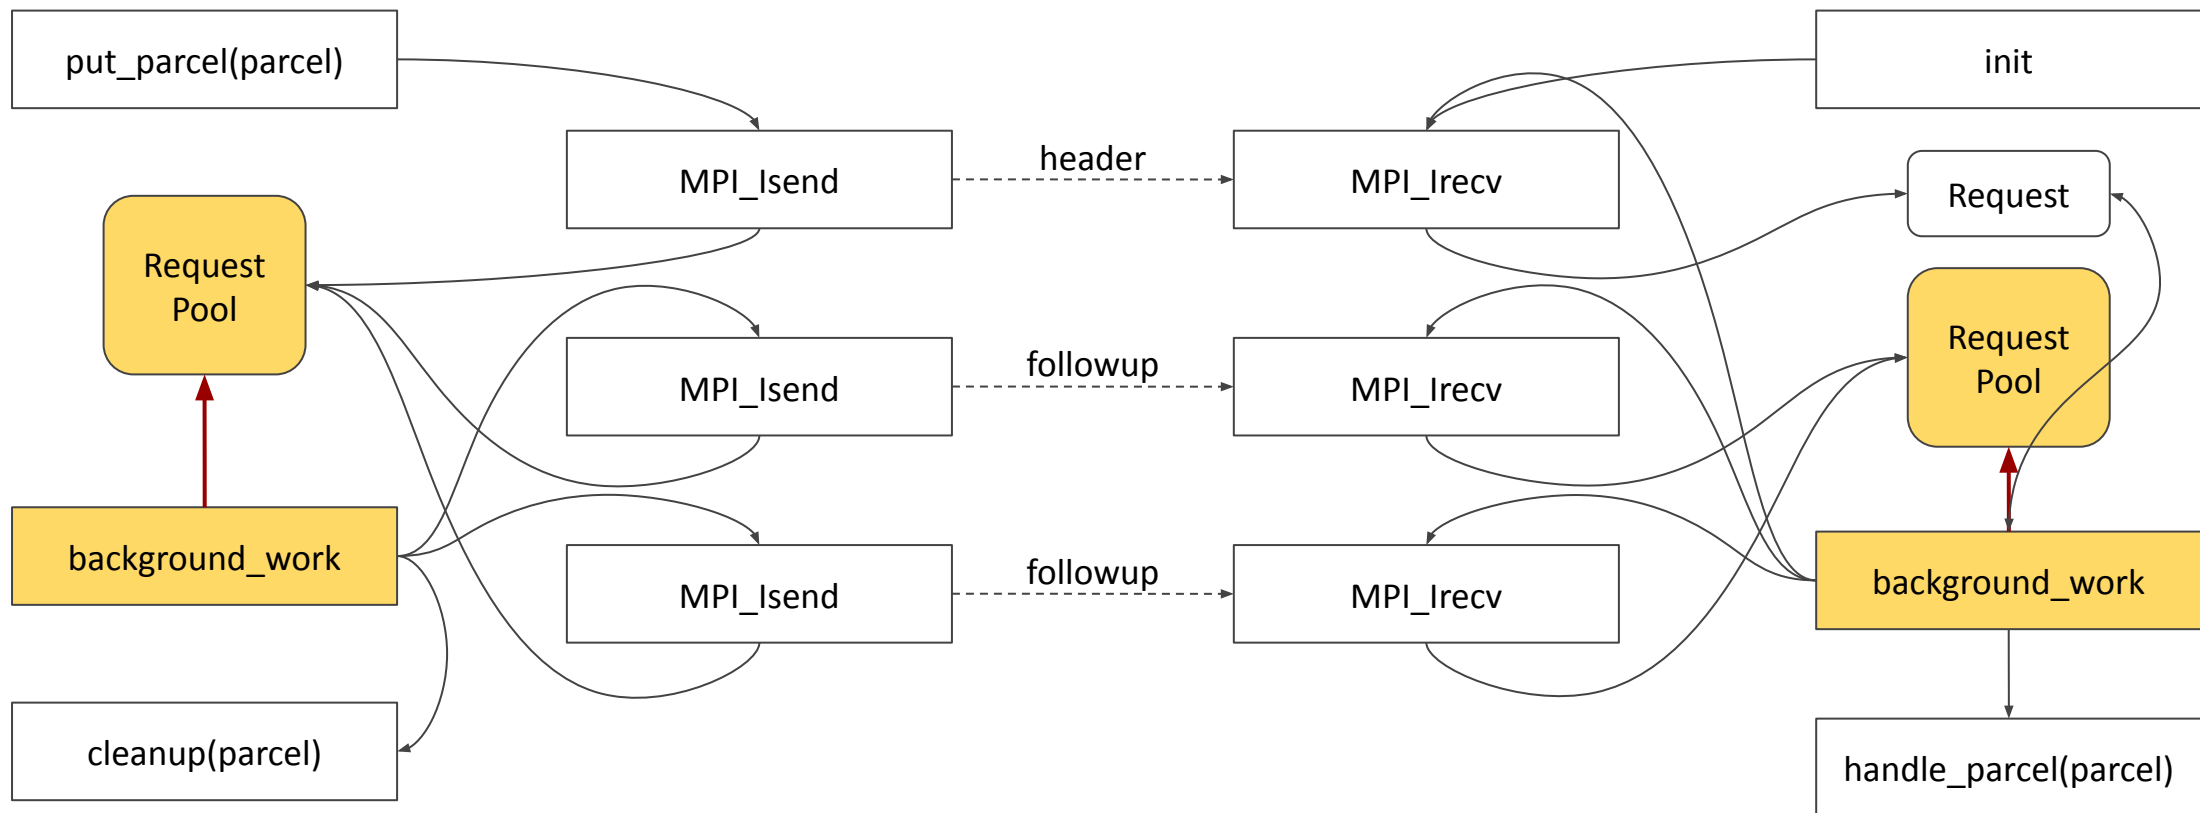 put_parcel(parcel)
init
header
MPI_Isend
MPI_Irecv
Request
Request
Pool
Request
Pool
followup
MPI_Isend
MPI_Irecv
background_work
followup
background_work
MPI_Isend
MPI_Irecv
cleanup(parcel)
handle_parcel(parcel)